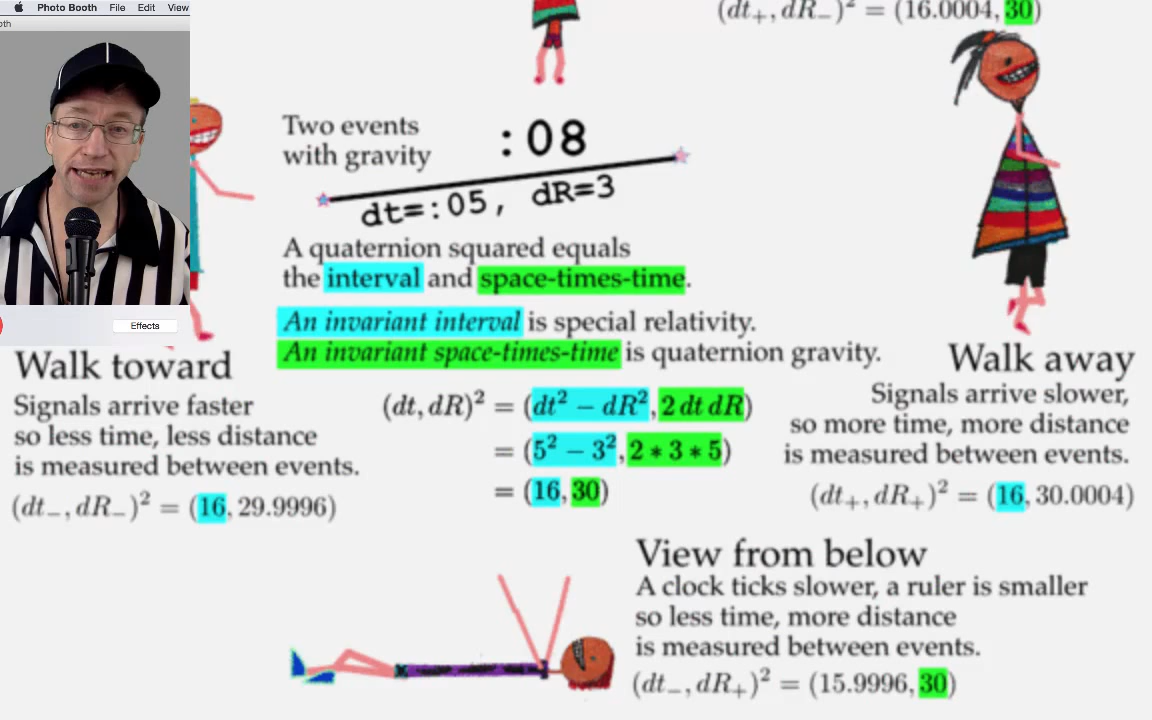 Photo Booth File Edit View
oth
(dt₊, dR₋)² = (16.0004, 30)
Two events
with gravity
:08
dt=:05, dR=3
A quaternion squared equals
the interval and space-times-time.
An invariant interval is special relativity.
An invariant space-times-time is quaternion gravity.
Effects
Walk toward
Signals arrive faster
so less time, less distance
is measured between events.
(dt₋, dR₋)² = (16, 29.9996)
(dt, dR)² = (dt² − dR², 2 dt dR)
= (5² − 3², 2 * 3 * 5)
= (16, 30)
Walk away
Signals arrive slower,
so more time, more distance
is measured between events.
(dt₊, dR₊)² = (16, 30.0004)
View from below
A clock ticks slower, a ruler is smaller
so less time, more distance
is measured between events.
(dt₋, dR₊)² = (15.9996, 30)